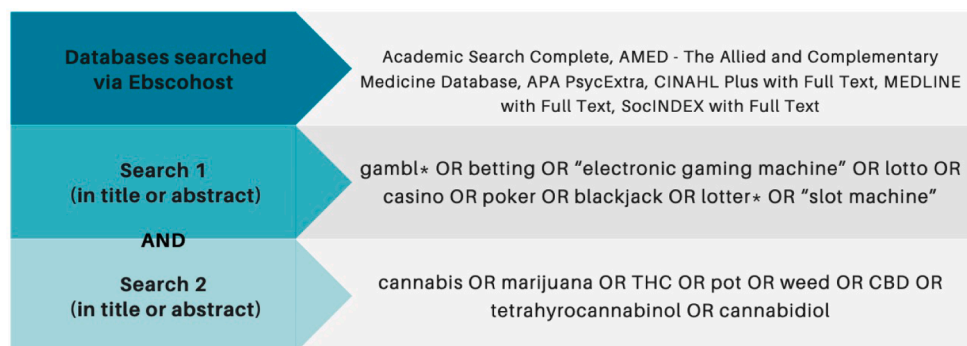 Databases searched
via Ebscohost
Academic Search Complete, AMED - The Allied and Complementary
Medicine Database, APA PsycExtra, CINAHL Plus with Full Text, MEDLINE
with Full Text, SocINDEX with Full Text
Search 1
(in title or abstract)
gambl* OR betting OR “electronic gaming machine” OR lotto OR
casino OR poker OR blackjack OR lotter* OR “slot machine”
AND
Search 2
(in title or abstract)
cannabis OR marijuana OR THC OR pot OR weed OR CBD OR
tetrahyrocannabinol OR cannabidiol